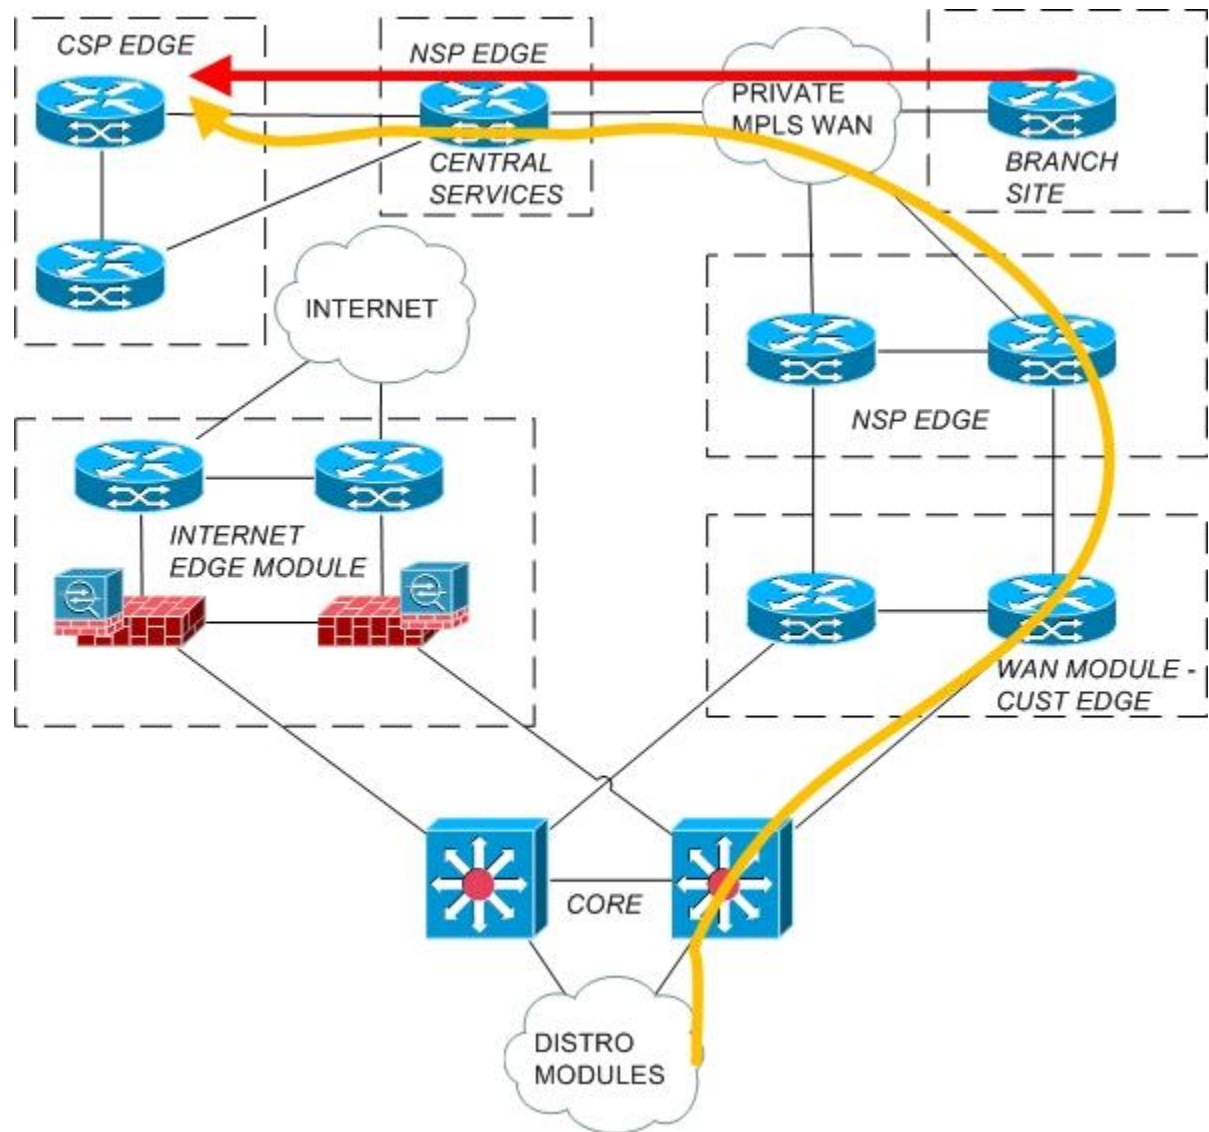 CSP EDGE
NSP EDGE
CENTRAL
SERVICES
PRIVATE
MPLS WAN
BRANCH
SITE
INTERNET
NSP EDGE
INTERNET
EDGE MODULE
WAN MODULE -
CUST EDGE
CORE
DISTRO
MODULES